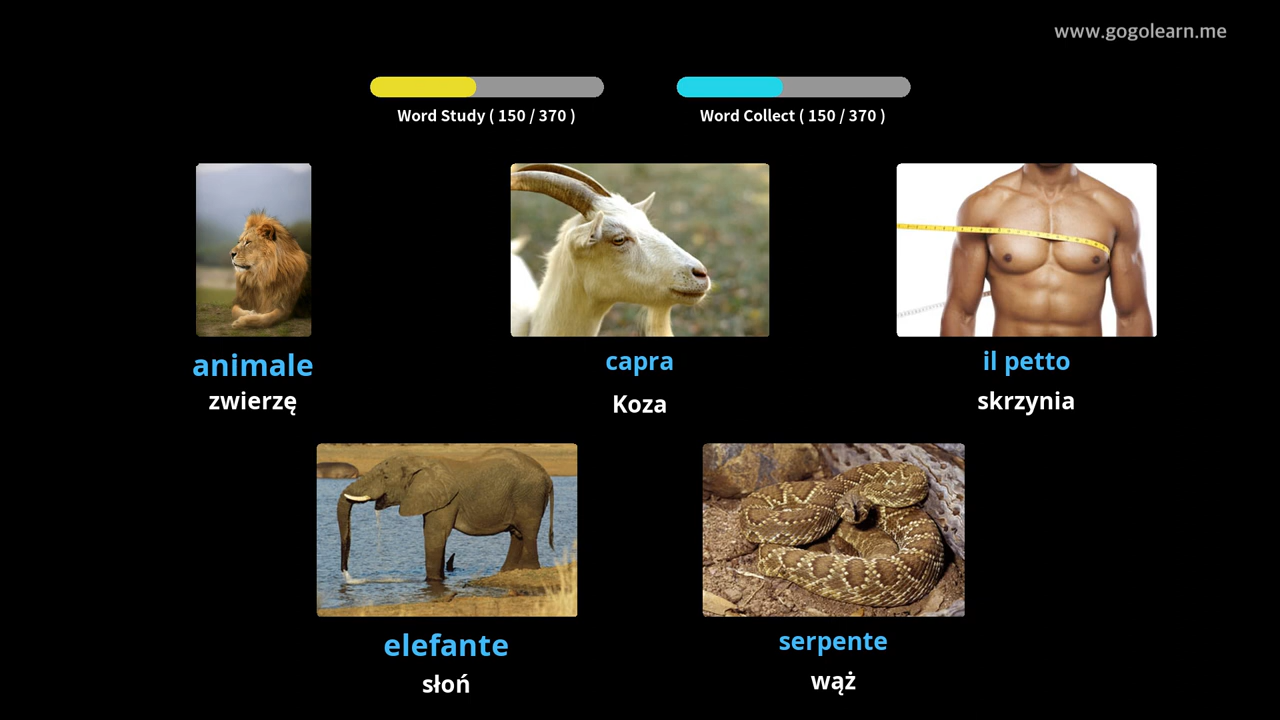 www.gogolearn.me
Word Study ( 150 / 370 )
Word Collect ( 150 / 370 )
animale
zwierzę
capra
Koza
il petto
skrzynia
elefante
słoń
serpente
wąż